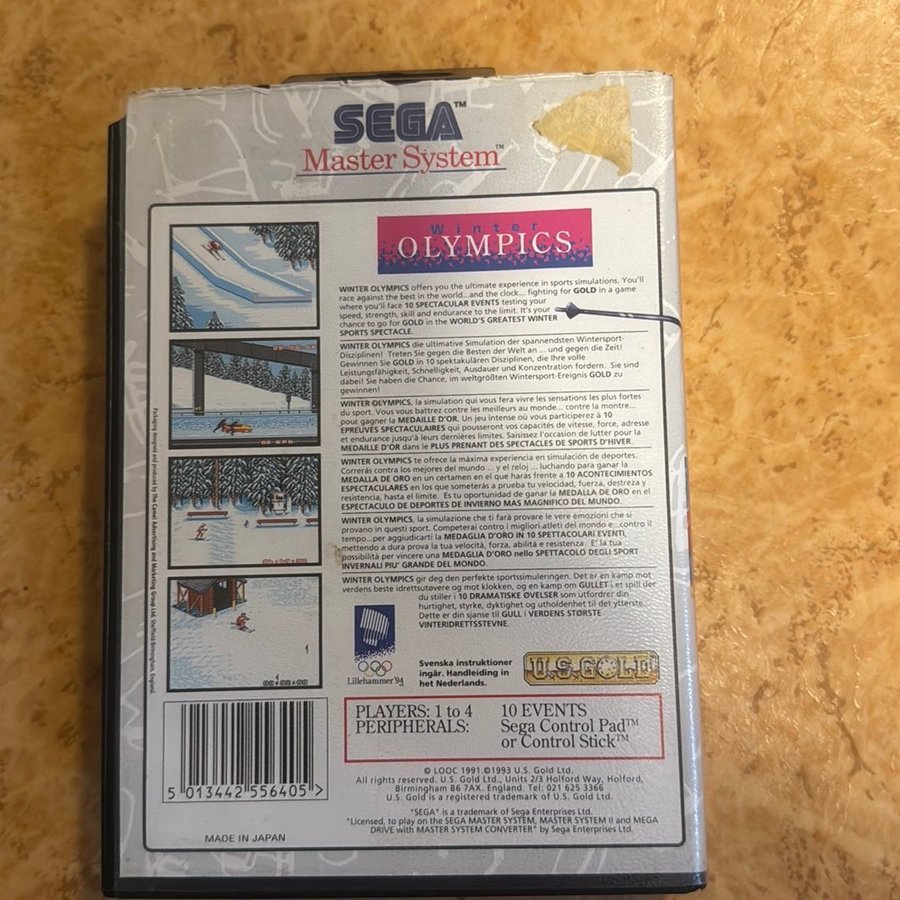 SEGA™
Master System™
Winter
OLYMPICS
WINTER OLYMPICS offers you the ultimate experience in sports simulations. You'll
race against the best in the world...and the clock... fighting for GOLD in a game
where you'll face 10 SPECTACULAR EVENTS testing your
speed, strength, skill and endurance to the limit. It's your
chance to go for GOLD in the WORLD'S GREATEST WINTER
SPORTS SPECTACLE.
WINTER OLYMPICS die ultimative Simulation der spannendsten Wintersport-
Disziplinen! Treten Sie gegen die Besten der Welt an ... und gegen die Zeit!
Gewinnen Sie GOLD in 10 spektakulären Disziplinen, die Ihre volle
Leistungsfähigkeit, Schnelligkeit, Ausdauer und Konzentration fordern. Sie sind
dabei! Sie haben die Chance, im weltgrößten Wintersport-Ereignis GOLD zu
gewinnen!
WINTER OLYMPICS, la simulation qui vous fera vivre les sensations les plus fortes
du sport. Vous vous battrez contre les meilleurs au monde... contre la montre...
pour gagner la MEDAILLE D'OR. Un jeu intense où vous participerez à 10
EPREUVES SPECTACULAIRES qui pousseront vos capacités de vitesse, force, adresse
et endurance jusqu'à leurs dernières limites. Saisissez l'occasion de lutter pour la
MEDAILLE D'OR dans le PLUS PRENANT DES SPECTACLES DE SPORTS D'HIVER.
WINTER OLYMPICS te ofrece la máxima experiencia en simulación de deportes.
Correrás contra los mejores del mundo ... y el reloj ... luchando para ganar la
MEDALLA DE ORO en un certamen en el que harás frente a 10 ACONTECIMIENTOS
ESPECTACULARES en los que someterás a prueba tu velocidad, fuerza, destreza y
resistencia, hasta el limite. Es tu oportunidad de ganar la MEDALLA DE ORO en el
ESPECTACULO DE DEPORTES DE INVIERNO MAS MAGNIFICO DEL MUNDO.
WINTER OLYMPICS, la simulazione che ti farà provare le vere emozioni che si
provano in questi sport. Competerai contro i migliori atleti del mondo e...contro il
tempo...per aggiudicarti la MEDAGLIA D'ORO IN 10 SPETTACOLARI EVENTI,
mettendo a dura prova la tua velocità, forza, abilità e resistenza. E' la tua
possibilità per vincere una MEDAGLIA D'ORO nello SPETTACOLO DEGLI SPORT
INVERNALI PIU' GRANDE DEL MONDO.
WINTER OLYMPICS gir deg den perfekte sportssimuleringen. Det er en kamp mot
verdens beste idrettsutøvere og mot klokken, og en kamp om GULLET i et spill der
du stiller i 10 DRAMATISKE ØVELSER som utfordrer din
hurtighet, styrke, dyktighet og utholdenhet til det ytterste.
Dette er din sjanse til GULL i VERDENS STØRSTE
VINTERIDRETTSSTEVNE.
Lillehammer'94
Svenska instruktioner
ingår. Handleiding in
het Nederlands.
U.S. GOLD
PLAYERS: 1 to 4
10 EVENTS
PERIPHERALS:
Sega Control Pad™
or Control Stick™
© LOOC 1991.©1993 U.S. Gold Ltd.
All rights reserved. U.S. Gold Ltd., Units 2/3 Holford Way, Holford,
Birmingham B6 7AX. England. Tel: 021 625 3366
U.S. Gold is a registered trademark of U.S. Gold Ltd.
"SEGA" is a trademark of Sega Enterprises Ltd.
"Licensed, to play on the SEGA MASTER SYSTEM, MASTER SYSTEM II and MEGA
DRIVE with MASTER SYSTEM CONVERTER" by Sega Enterprises Ltd.
5 013442 556405 >
MADE IN JAPAN